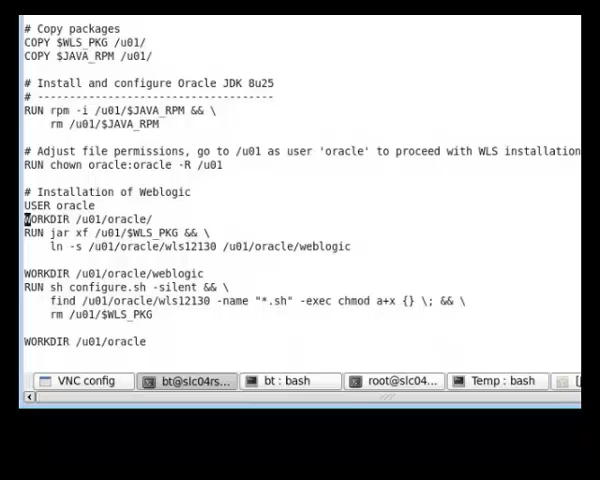 # Copy packages
COPY $WLS_PKG /u01/
COPY $JAVA_RPM /u01/
# Install and configure Oracle JDK 8u25
# -------------------------------------
RUN rpm -i /u01/$JAVA_RPM && \
rm /u01/$JAVA_RPM
# Adjust file permissions, go to /u01 as user 'oracle' to proceed with WLS installation
RUN chown oracle:oracle -R /u01
# Installation of Weblogic
USER oracle
WORKDIR /u01/oracle/
RUN jar xf /u01/$WLS_PKG && \
ln -s /u01/oracle/wls12130 /u01/oracle/weblogic
WORKDIR /u01/oracle/weblogic
RUN sh configure.sh -silent && \
find /u01/oracle/wls12130 -name "*.sh" -exec chmod a+x {} \; && \
rm /u01/$WLS_PKG
WORKDIR /u01/oracle
VNC config bt@slc04rs... bt : bash root@slc04... Temp : bash [